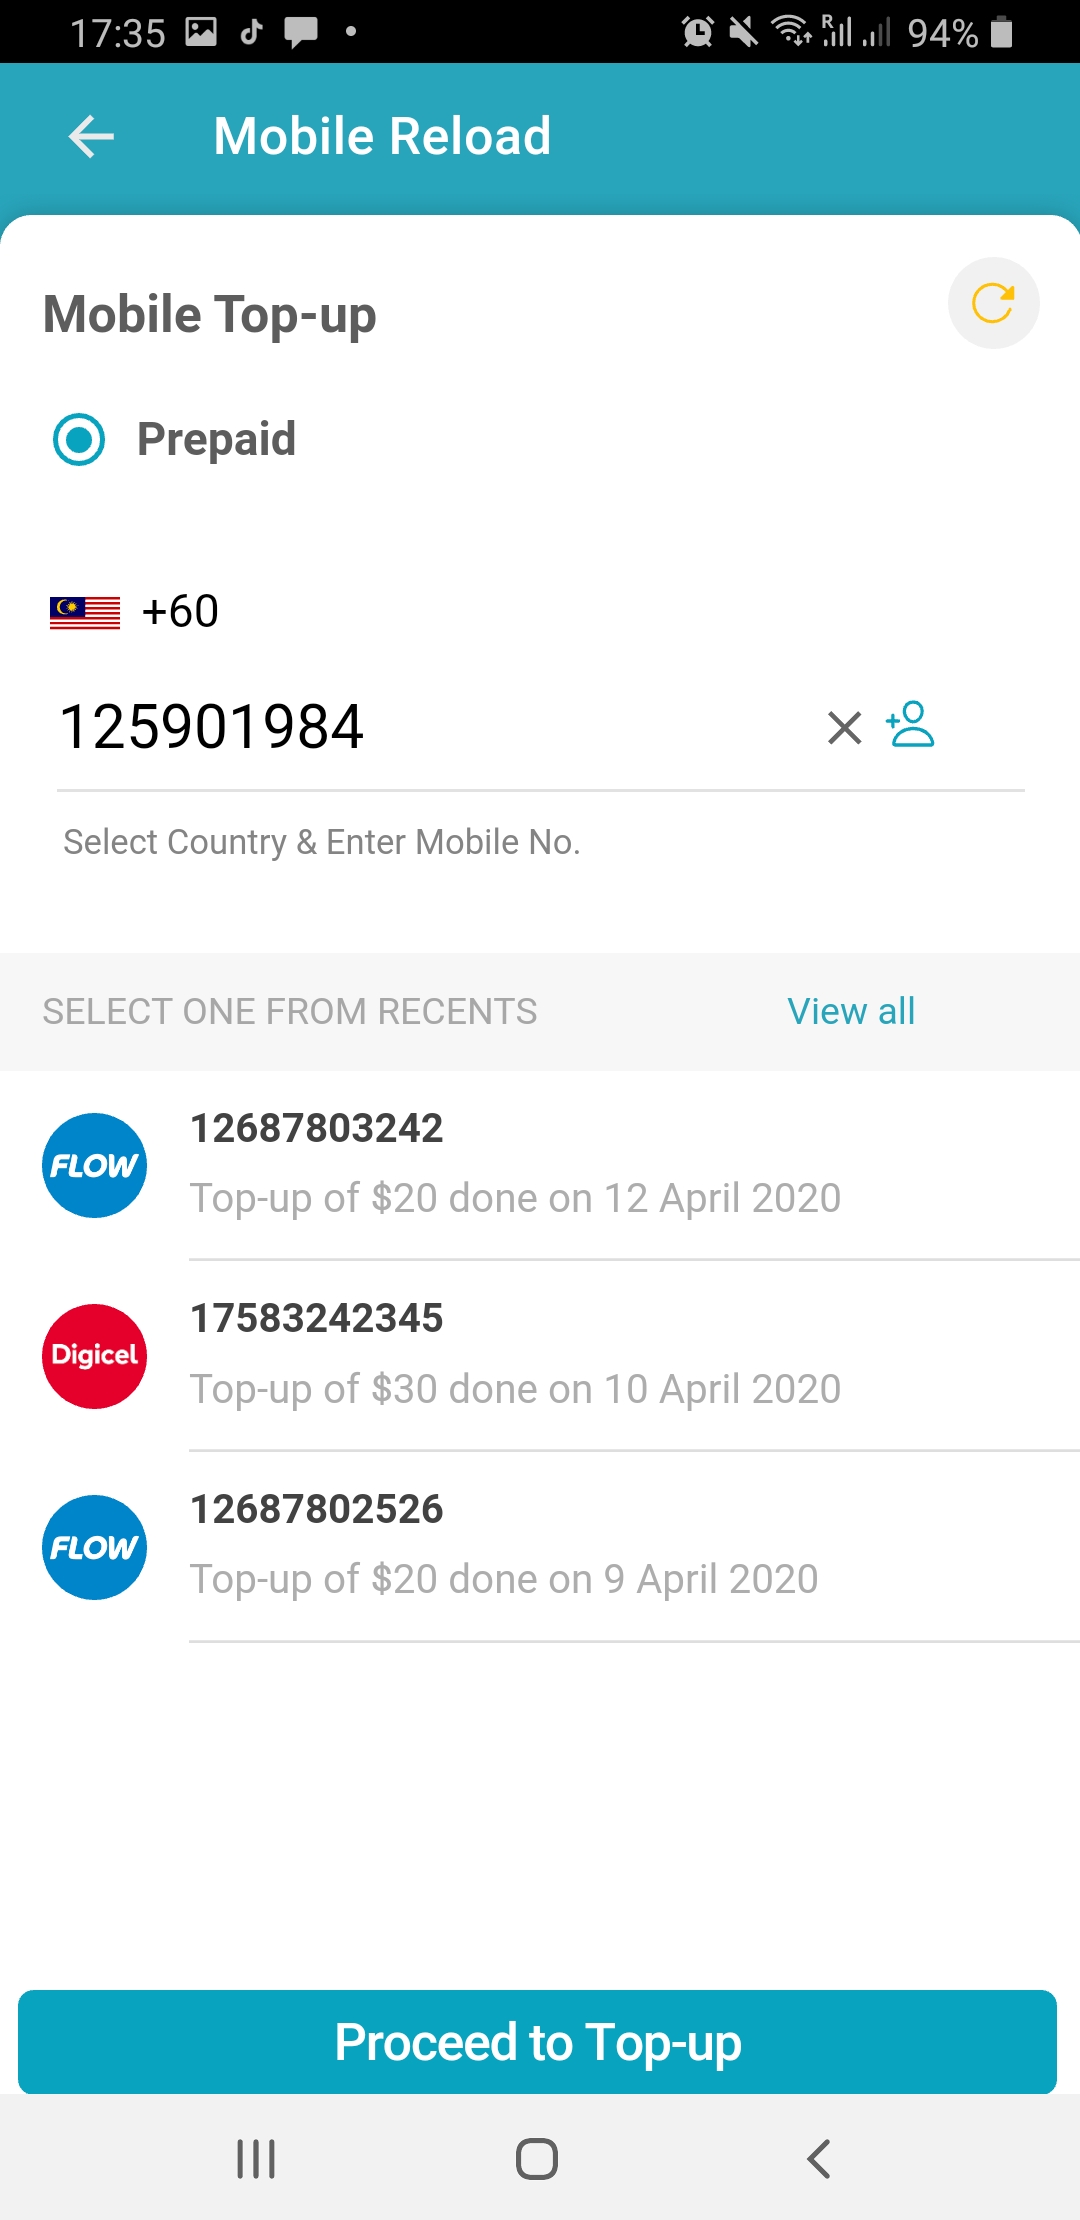 17:35
R
94%
Mobile Reload
Mobile Top-up
Prepaid
+60
125901984
Select Country & Enter Mobile No.
SELECT ONE FROM RECENTS View all
FLOW
12687803242
Top-up of $20 done on 12 April 2020
Digicel
17583242345
Top-up of $30 done on 10 April 2020
FLOW
12687802526
Top-up of $20 done on 9 April 2020
Proceed to Top-up